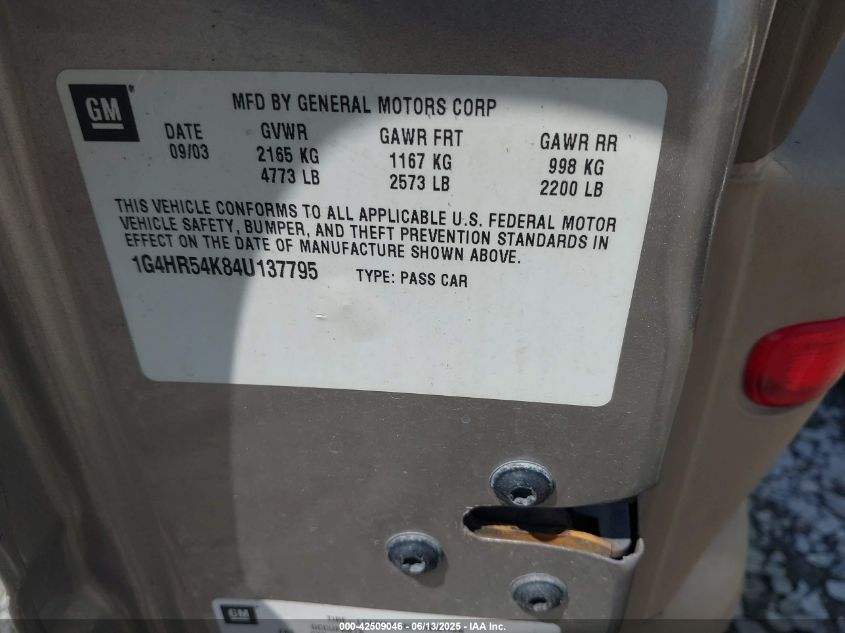 GM
MFD BY GENERAL MOTORS CORP
DATE GVWR GAWR FRT GAWR RR
09/03 2165 KG 1167 KG 998 KG
4773 LB 2573 LB 2200 LB
THIS VEHICLE CONFORMS TO ALL APPLICABLE U.S. FEDERAL MOTOR
VEHICLE SAFETY, BUMPER, AND THEFT PREVENTION STANDARDS IN
EFFECT ON THE DATE OF MANUFACTURE SHOWN ABOVE.
1G4HR54K84U137795 TYPE: PASS CAR
GM
000-42509046 - 06/13/2025 - IAA Inc.